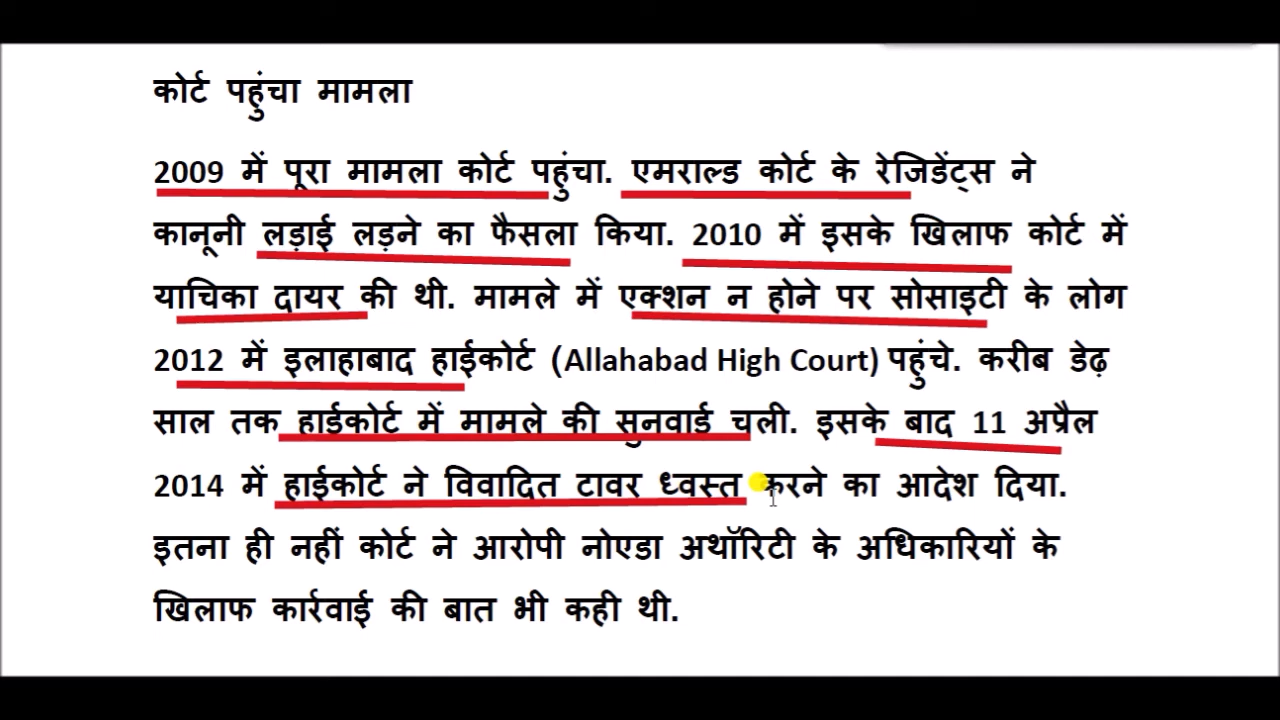 कोर्ट पहुंचा मामला
2009 में पूरा मामला कोर्ट पहुंचा. एमराल्ड कोर्ट के रेजिडेंट्स ने
कानूनी लड़ाई लड़ने का फैसला किया. 2010 में इसके खिलाफ कोर्ट में
याचिका दायर की थी. मामले में एक्शन न होने पर सोसाइटी के लोग
2012 में इलाहाबाद हाईकोर्ट (Allahabad High Court) पहुंचे. करीब डेढ़
साल तक हाईकोर्ट में मामले की सुनवाई चली. इसके बाद 11 अप्रैल
2014 में हाईकोर्ट ने विवादित टावर ध्वस्त करने का आदेश दिया.
इतना ही नहीं कोर्ट ने आरोपी नोएडा अथॉरिटी के अधिकारियों के
खिलाफ कार्रवाई की बात भी कही थी.